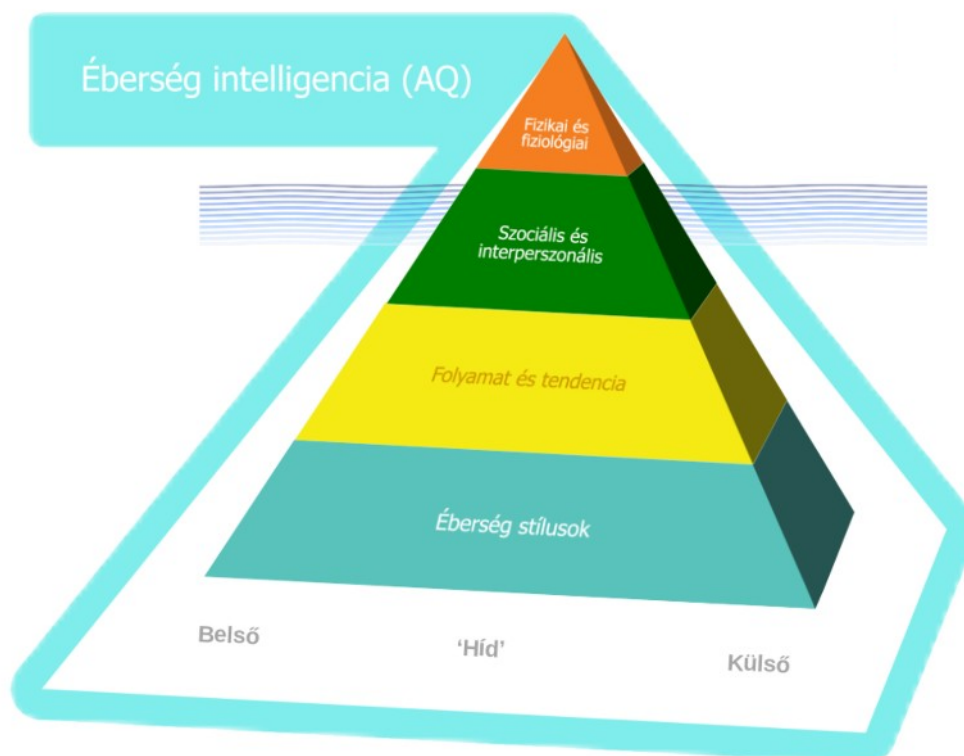 Éberség intelligencia (AQ)
Fizikai és
fiziológiai
Szociális és
interperszonális
Folyamat és tendencia
Éberség stílusok
Belső
‘Híd’
Külső